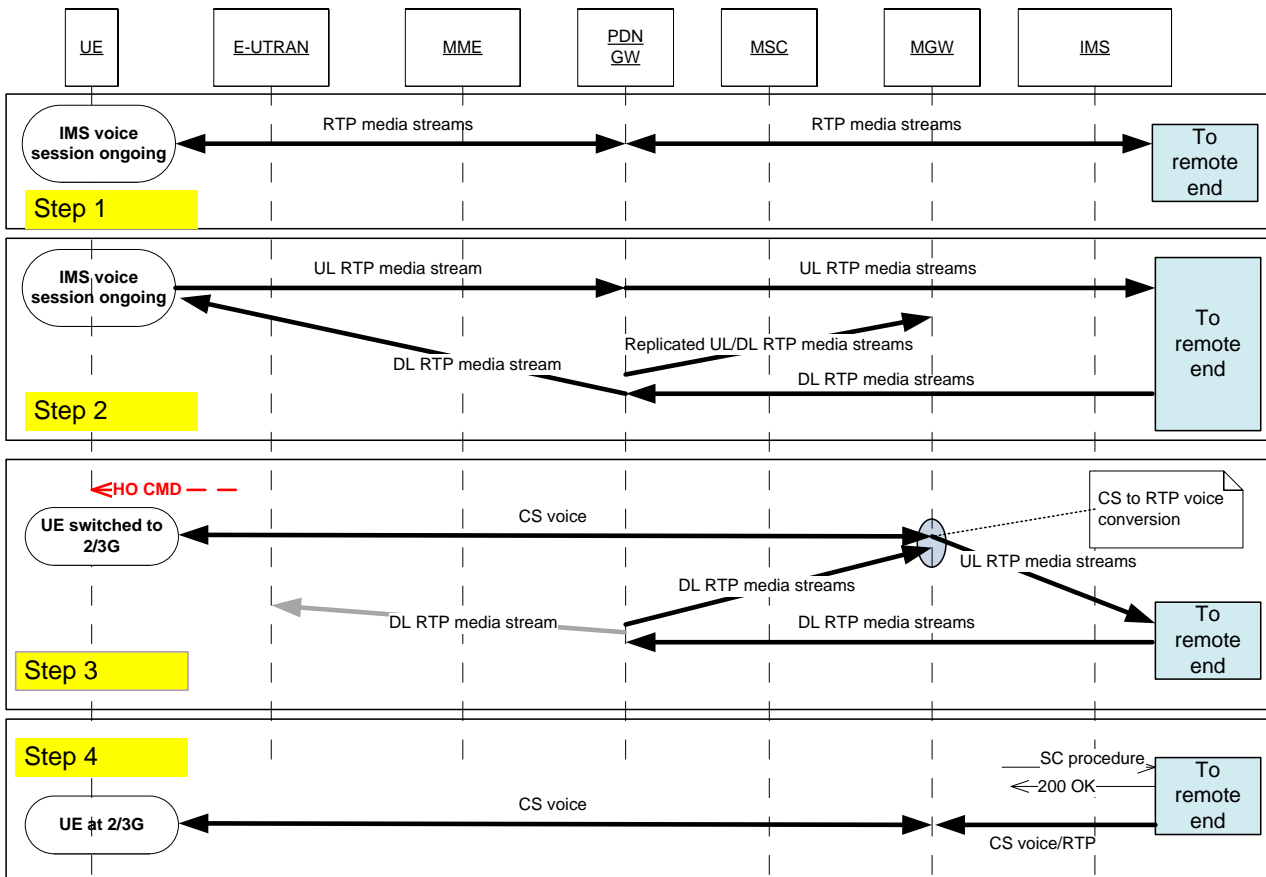 UE
E-UTRAN
MME
PDN
GW
MSC
MGW
IMS
IMS voice
session ongoing
RTP media streams
RTP media streams
To
remote
end
Step 1
IMS voice
session ongoing
UL RTP media stream
UL RTP media streams
Replicated UL/DL RTP media streams
DL RTP media stream
DL RTP media streams
To
remote
end
Step 2
HO CMD
UE switched to
2/3G
CS voice
CS to RTP voice
conversion
UL RTP media streams
DL RTP media streams
DL RTP media stream
DL RTP media streams
To
remote
end
Step 3
Step 4
SC procedure
200 OK
To
remote
end
UE at 2/3G
CS voice
CS voice/RTP